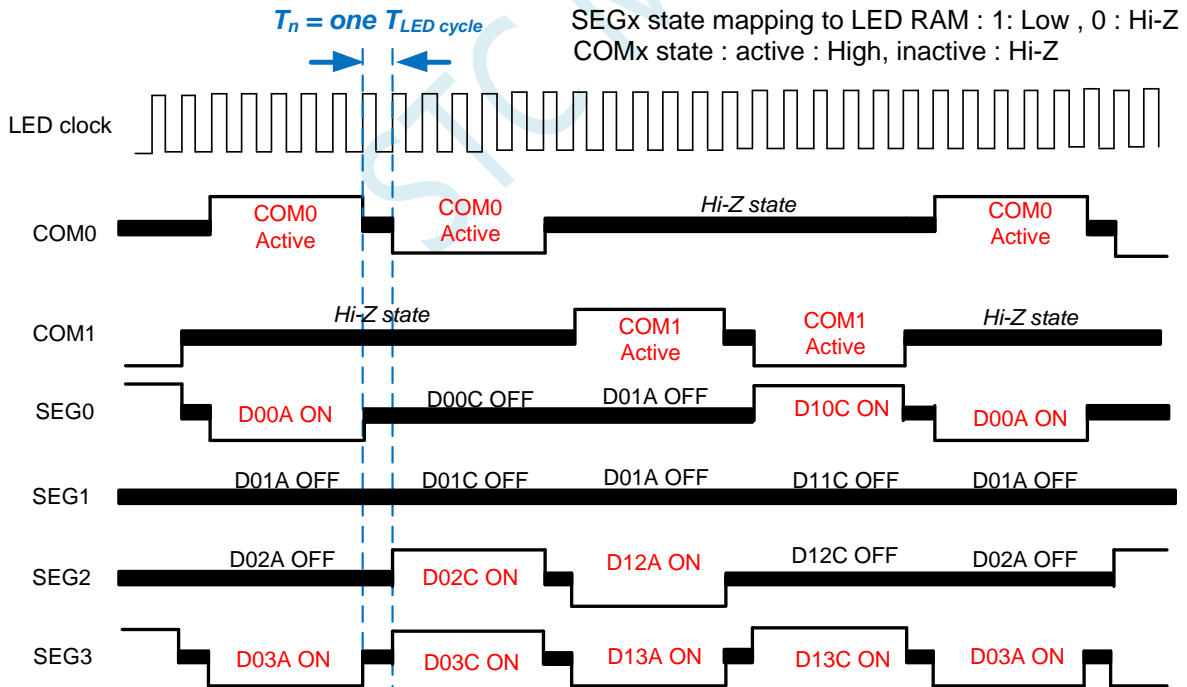 Tn = one TLED cycle
SEGx state mapping to LED RAM : 1: Low , 0 : Hi-Z
COMx state : active : High, inactive : Hi-Z
LED clock
COM0
COM0 Active
COM0 Active
Hi-Z state
COM0 Active
COM1
Hi-Z state
COM1 Active
COM1 Active
Hi-Z state
SEG0
D00A ON
D00C OFF
D01A OFF
D10C ON
D00A ON
SEG1
D01A OFF
D01C OFF
D01A OFF
D11C OFF
D01A OFF
SEG2
D02A OFF
D02C ON
D12A ON
D12C OFF
D02A OFF
SEG3
D03A ON
D03C ON
D13A ON
D13C ON
D03A ON